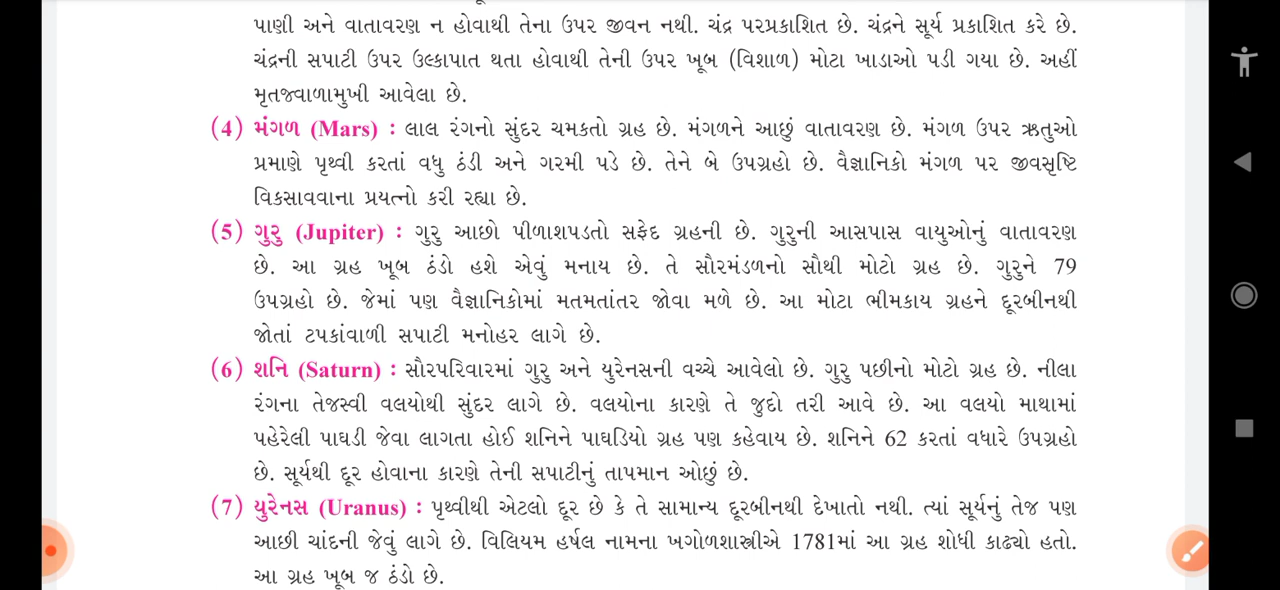 પાણી અને વાતાવરણ ન હોવાથી તેના ઉપર જીવન નથી. ચંદ્ર પરપ્રકાશિત છે. ચંદ્રને સૂર્ય પ્રકાશિત કરે છે.
ચંદ્રની સપાટી ઉપર ઉલ્કાપાત થતા હોવાથી તેની ઉપર ખૂબ (વિશાળ) મોટા ખાડાઓ પડી ગયા છે. અહીં
મૃતજ્વાળામુખી આવેલા છે.
(4) મંગળ (Mars) : લાલ રંગનો સુંદર ચમકતો ગ્રહ છે. મંગળને આછું વાતાવરણ છે. મંગળ ઉપર ઋતુઓ
પ્રમાણે પૃથ્વી કરતાં વધુ ઠંડી અને ગરમી પડે છે. તેને બે ઉપગ્રહો છે. વૈજ્ઞાનિકો મંગળ પર જીવસૃષ્ટિ
વિકસાવવાના પ્રયત્નો કરી રહ્યા છે.
(5) ગુરુ (Jupiter) : ગુરુ આછો પીળાશપડતો સફેદ ગ્રહની છે. ગુરુની આસપાસ વાયુઓનું વાતાવરણ
છે. આ ગ્રહ ખૂબ ઠંડો હશે એવું મનાય છે. તે સૌરમંડળનો સૌથી મોટો ગ્રહ છે. ગુરુને 79
ઉપગ્રહો છે. જેમાં પણ વૈજ્ઞાનિકોમાં મતમતાંતર જોવા મળે છે. આ મોટા ભીમકાય ગ્રહને દૂરબીનથી
જોતાં ટપકાંવાળી સપાટી મનોહર લાગે છે.
(6) શનિ (Saturn) : સૌરપરિવારમાં ગુરુ અને યુરેનસની વચ્ચે આવેલો છે. ગુરુ પછીનો મોટો ગ્રહ છે. નીલા
રંગના તેજસ્વી વલયોથી સુંદર લાગે છે. વલયોના કારણે તે જુદો તરી આવે છે. આ વલયો માથામાં
પહેરેલી પાઘડી જેવા લાગતા હોઈ શનિને પાઘડિયો ગ્રહ પણ કહેવાય છે. શનિને 62 કરતાં વધારે ઉપગ્રહો
છે. સૂર્યથી દૂર હોવાના કારણે તેની સપાટીનું તાપમાન ઓછું છે.
(7) યુરેનસ (Uranus) : પૃથ્વીથી એટલો દૂર છે કે તે સામાન્ય દૂરબીનથી દેખાતો નથી. ત્યાં સૂર્યનું તેજ પણ
આછી ચાંદની જેવું લાગે છે. વિલિયમ હર્ષલ નામના ખગોળશાસ્ત્રીએ 1781માં આ ગ્રહ શોધી કાઢ્યો હતો.
આ ગ્રહ ખૂબ જ ઠંડો છે.